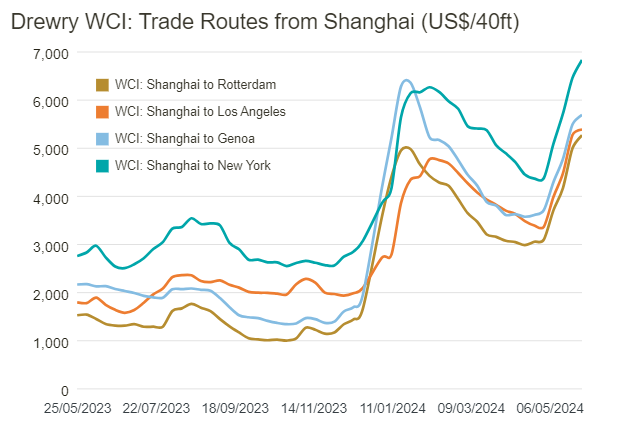 Drewry WCI: Trade Routes from Shanghai (US$/40ft)
7,000
6,000
5,000
4,000
3,000
2,000
1,000
0
WCI: Shanghai to Rotterdam
WCI: Shanghai to Los Angeles
WCI: Shanghai to Genoa
WCI: Shanghai to New York
25/05/2023 22/07/2023 18/09/2023 14/11/2023 11/01/2024 09/03/2024 06/05/2024